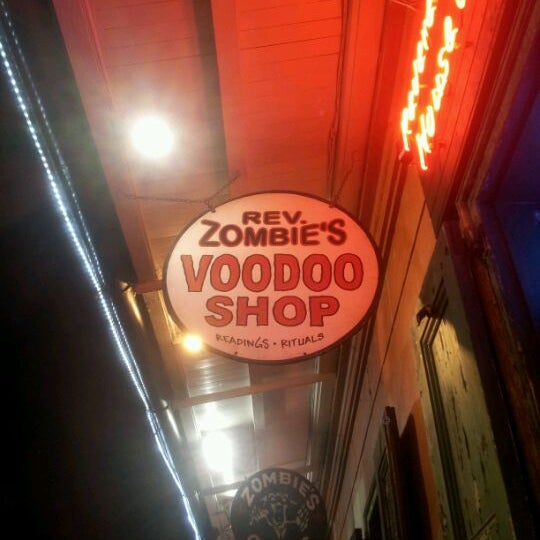 REV.
ZOMBIE'S
VOODOO
SHOP
READINGS • RITUALS
ZOMBIE'S